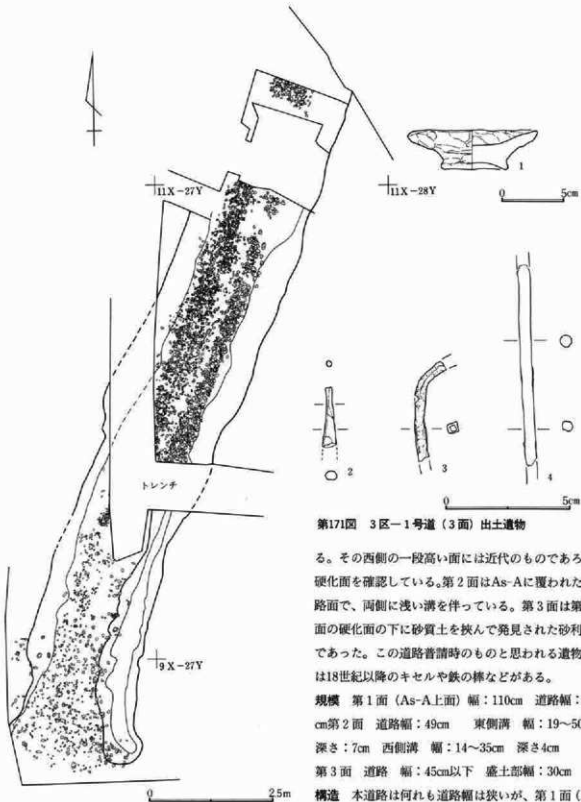 11X-27Y
11X-28Y
1
0 5cm
トレンチ
2
3
4
0 5cm
9X-27Y
0 2.5m
第171図 3区―1号道(3面)出土遺物
る。その西側の一段高い面には近代のものであろ
硬化面を確認している。第2面はAs-Aに覆われた
路面で、両側に浅い溝を伴っている。第3面は第
面の硬化面の下に砂質土を挟んで発見された砂利
であった。この道路普請時のものと思われる遺物
は18世紀以降のキセルや鉄の棒などがある。
規模 第1面(As-A上面)幅:110cm 道路幅:
cm第2面 道路幅:49cm 東側溝 幅:19~50
深さ:7cm 西側溝 幅:14~35cm 深さ4cm
第3面 道路 幅:45cm以下 盛土部幅:30cm
構造 本道路は何れも道路幅は狭いが、第1面(